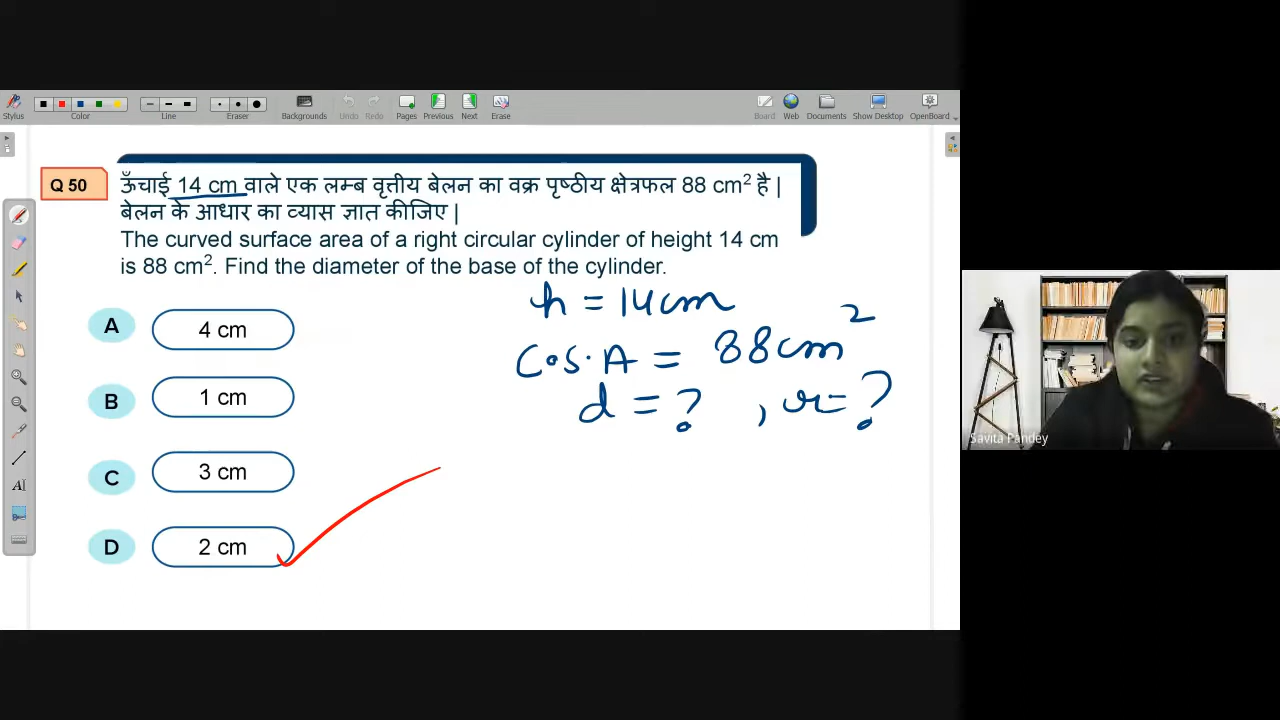 Stylus
Color
Line
Eraser
Backgrounds
Undo
Redo
Pages
Previous
Next
Erase
Board
Web
Documents
Show Desktop
OpenBoard
Q 50
ऊँचाई 14 cm वाले एक लम्ब वृत्तीय बेलन का वक्र पृष्ठीय क्षेत्रफल 88 cm² है |
बेलन के आधार का व्यास ज्ञात कीजिए |
The curved surface area of a right circular cylinder of height 14 cm
is 88 cm². Find the diameter of the base of the cylinder.
h = 14cm
A 4 cm
Cos.A = 88cm²
B 1 cm
d = ? , r = ?
C 3 cm
D 2 cm
AI
Savita Pandey